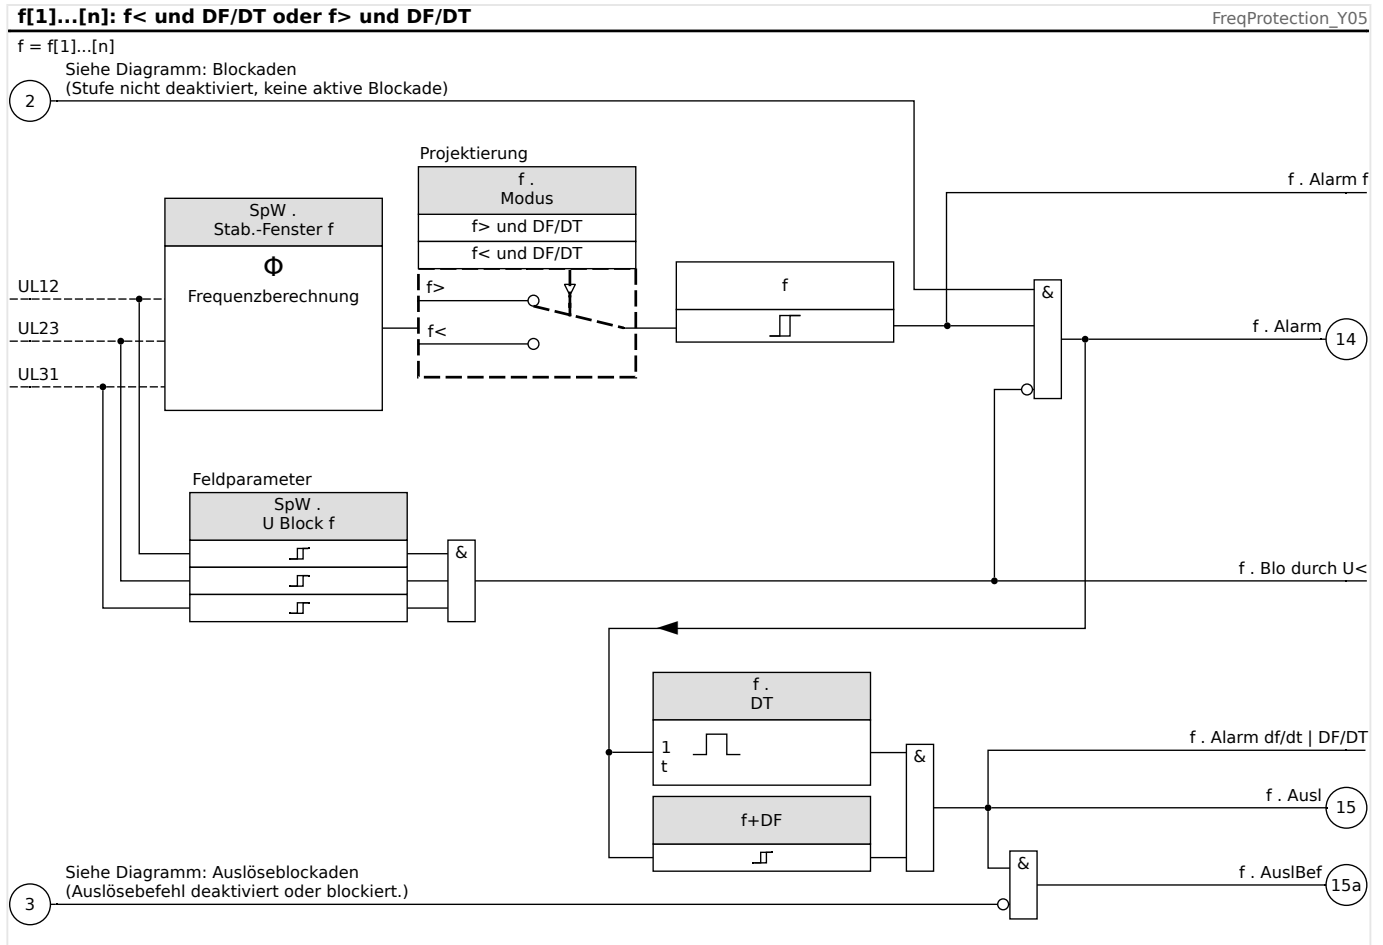 f[1]...[n]: f< und DF/DT oder f> und DF/DT
FreqProtection_Y05
f = f[1]...[n]
Siehe Diagramm: Blockaden
(Stufe nicht deaktiviert, keine aktive Blockade)
2
Projektierung
f .
Modus
f> und DF/DT
f< und DF/DT
f . Alarm f
SpW .
Stab.-Fenster f
Φ
Frequenzberechnung
UL12
UL23
UL31
f>
f<
f
&
f . Alarm
14
Feldparameter
SpW .
U Block f
&
f . Blo durch U<
f .
DT
1
t
&
f . Alarm df/dt | DF/DT
f . Ausl
15
f+DF
Siehe Diagramm: Auslöseblockaden
(Auslösebefehl deaktiviert oder blockiert.)
3
&
f . AuslBef
15a